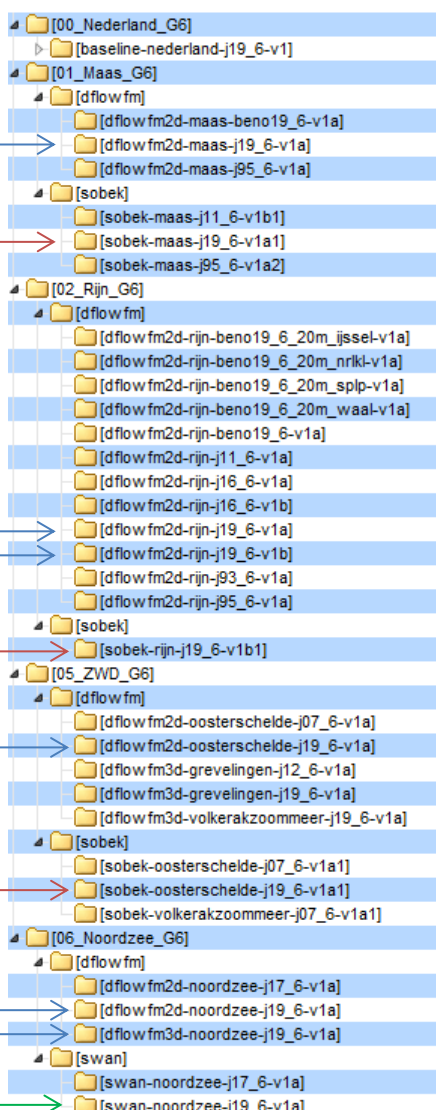 [00_Nederland_G6]
[baseline-nederland-j19_6-v1]
[01_Maas_G6]
[dflowfm]
[dflowfm2d-maas-beno19_6-v1a]
[dflowfm2d-maas-j19_6-v1a]
[dflowfm2d-maas-j95_6-v1a]
[sobek]
[sobek-maas-j11_6-v1b1]
[sobek-maas-j19_6-v1a1]
[sobek-maas-j95_6-v1a2]
[02_Rijn_G6]
[dflowfm]
[dflowfm2d-rijn-beno19_6_20m_ijssel-v1a]
[dflowfm2d-rijn-beno19_6_20m_nrlkl-v1a]
[dflowfm2d-rijn-beno19_6_20m_splp-v1a]
[dflowfm2d-rijn-beno19_6_20m_waal-v1a]
[dflowfm2d-rijn-beno19_6-v1a]
[dflowfm2d-rijn-j11_6-v1a]
[dflowfm2d-rijn-j16_6-v1a]
[dflowfm2d-rijn-j16_6-v1b]
[dflowfm2d-rijn-j19_6-v1a]
[dflowfm2d-rijn-j19_6-v1b]
[dflowfm2d-rijn-j93_6-v1a]
[dflowfm2d-rijn-j95_6-v1a]
[sobek]
[sobek-rijn-j19_6-v1b1]
[05_ZWD_G6]
[dflowfm]
[dflowfm2d-oosterschelde-j07_6-v1a]
[dflowfm2d-oosterschelde-j19_6-v1a]
[dflowfm3d-grevelingen-j12_6-v1a]
[dflowfm3d-grevelingen-j19_6-v1a]
[dflowfm3d-volkerakzoommeer-j19_6-v1a]
[sobek]
[sobek-oosterschelde-j07_6-v1a1]
[sobek-oosterschelde-j19_6-v1a1]
[sobek-volkerakzoommeer-j07_6-v1a1]
[06_Noordzee_G6]
[dflowfm]
[dflowfm2d-noordzee-j17_6-v1a]
[dflowfm2d-noordzee-j19_6-v1a]
[dflowfm3d-noordzee-j19_6-v1a]
[swan]
[swan-noordzee-j17_6-v1a]
[swan-noordzee-j19_6-v1a]